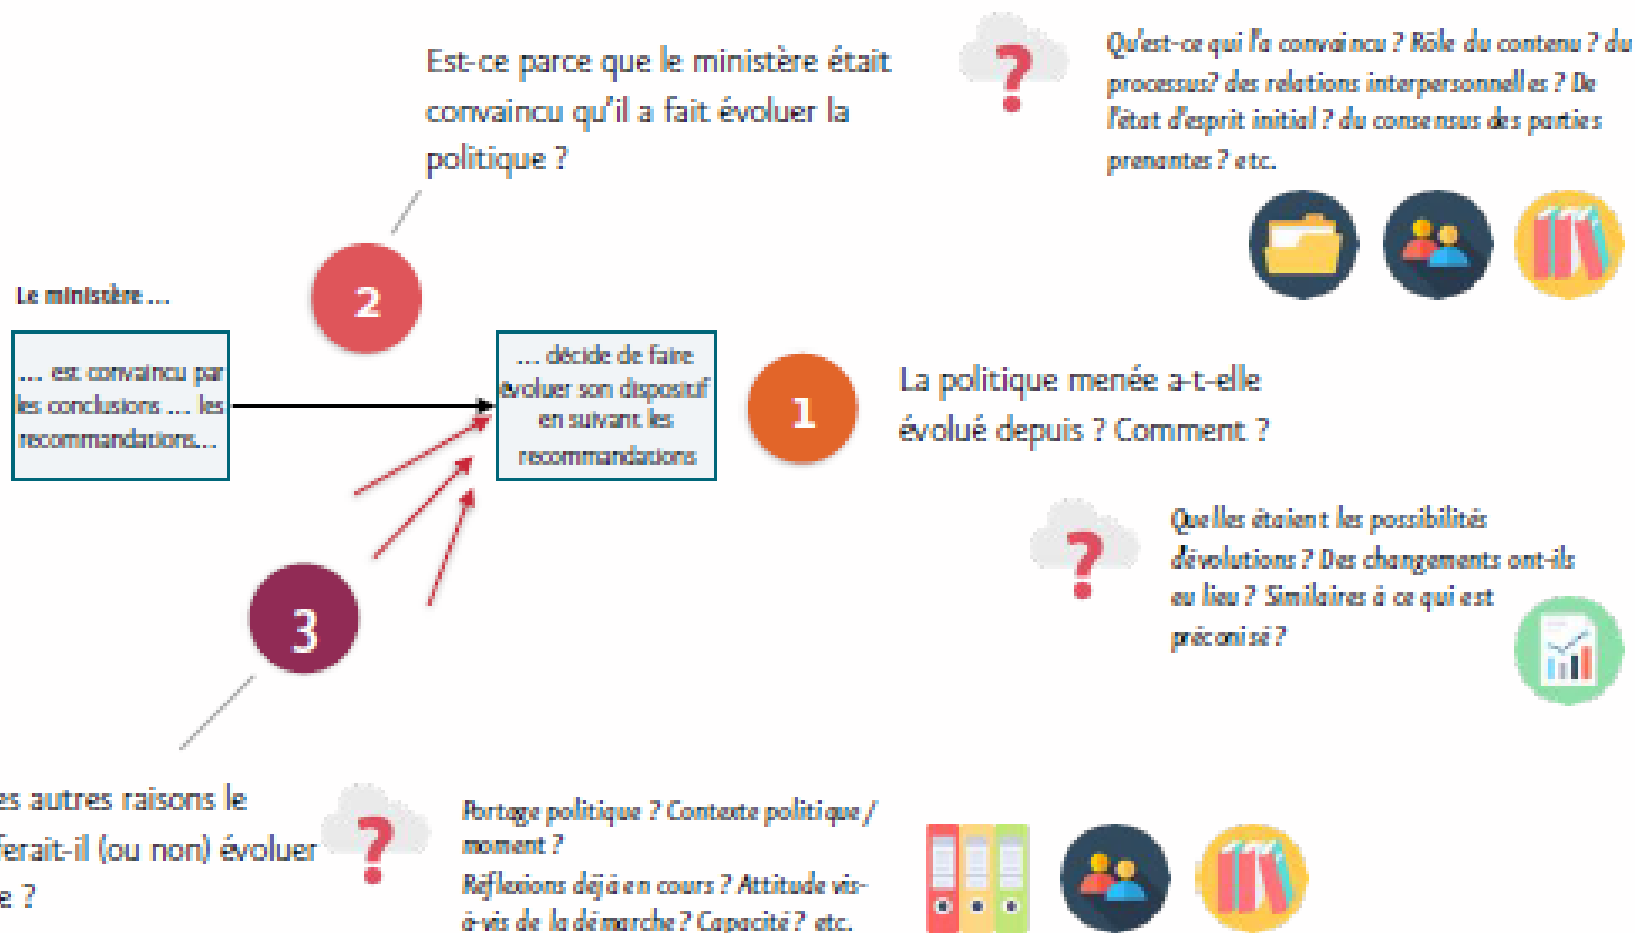 Est-ce parce que le ministère était
convaincu qu'il a fait évoluer la
politique ?
Qu'est-ce qui l'a convaincu ? Rôle du contenu ? du
processus? des relations interpersonnelles ? De
l'état d'esprit initial ? du consensus des parties
prenantes ? etc.
2
Le ministère ...
... est convaincu par
les conclusions ... les
recommandations...
... décide de faire
évoluer son dispositif
en suivant les
recommandations
1
La politique menée a-t-elle
évolué depuis ? Comment ?
Quelles étaient les possibilités
d'évolutions ? Des changements ont-ils
eu lieu ? Similaires à ce qui est
préconisé ?
3
es autres raisons le
ferait-il (ou non) évoluer
e ?
Portage politique ? Contexte politique /
moment ?
Réflexions déjà en cours ? Attitude vis-
à-vis de la démarche ? Capacité ? etc.